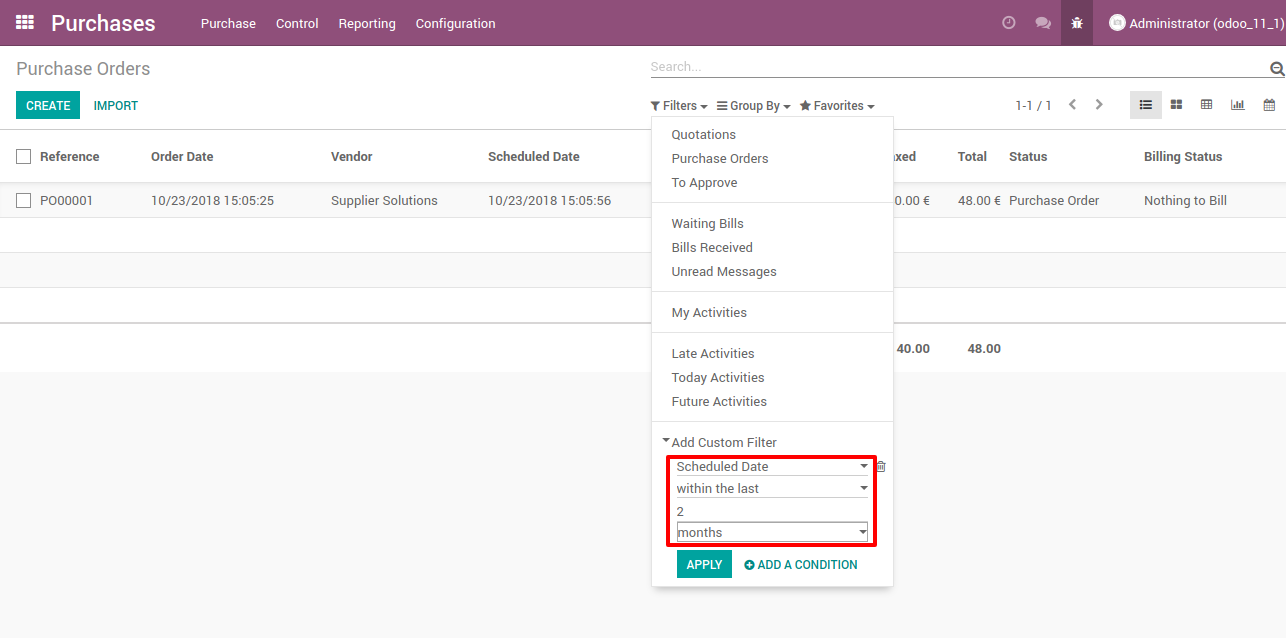 Purchases Purchase Control Reporting Configuration Administrator (odoo_11_1)
Purchase Orders
Search...
CREATE IMPORT
Filters Group By Favorites 1-1 / 1
Reference Order Date Vendor Scheduled Date xed Total Status Billing Status
PO00001 10/23/2018 15:05:25 Supplier Solutions 10/23/2018 15:05:56 0.00 € 48.00 € Purchase Order Nothing to Bill
40.00 48.00
Quotations
Purchase Orders
To Approve
Waiting Bills
Bills Received
Unread Messages
My Activities
Late Activities
Today Activities
Future Activities
Add Custom Filter
Scheduled Date
within the last
2
months
APPLY ADD A CONDITION